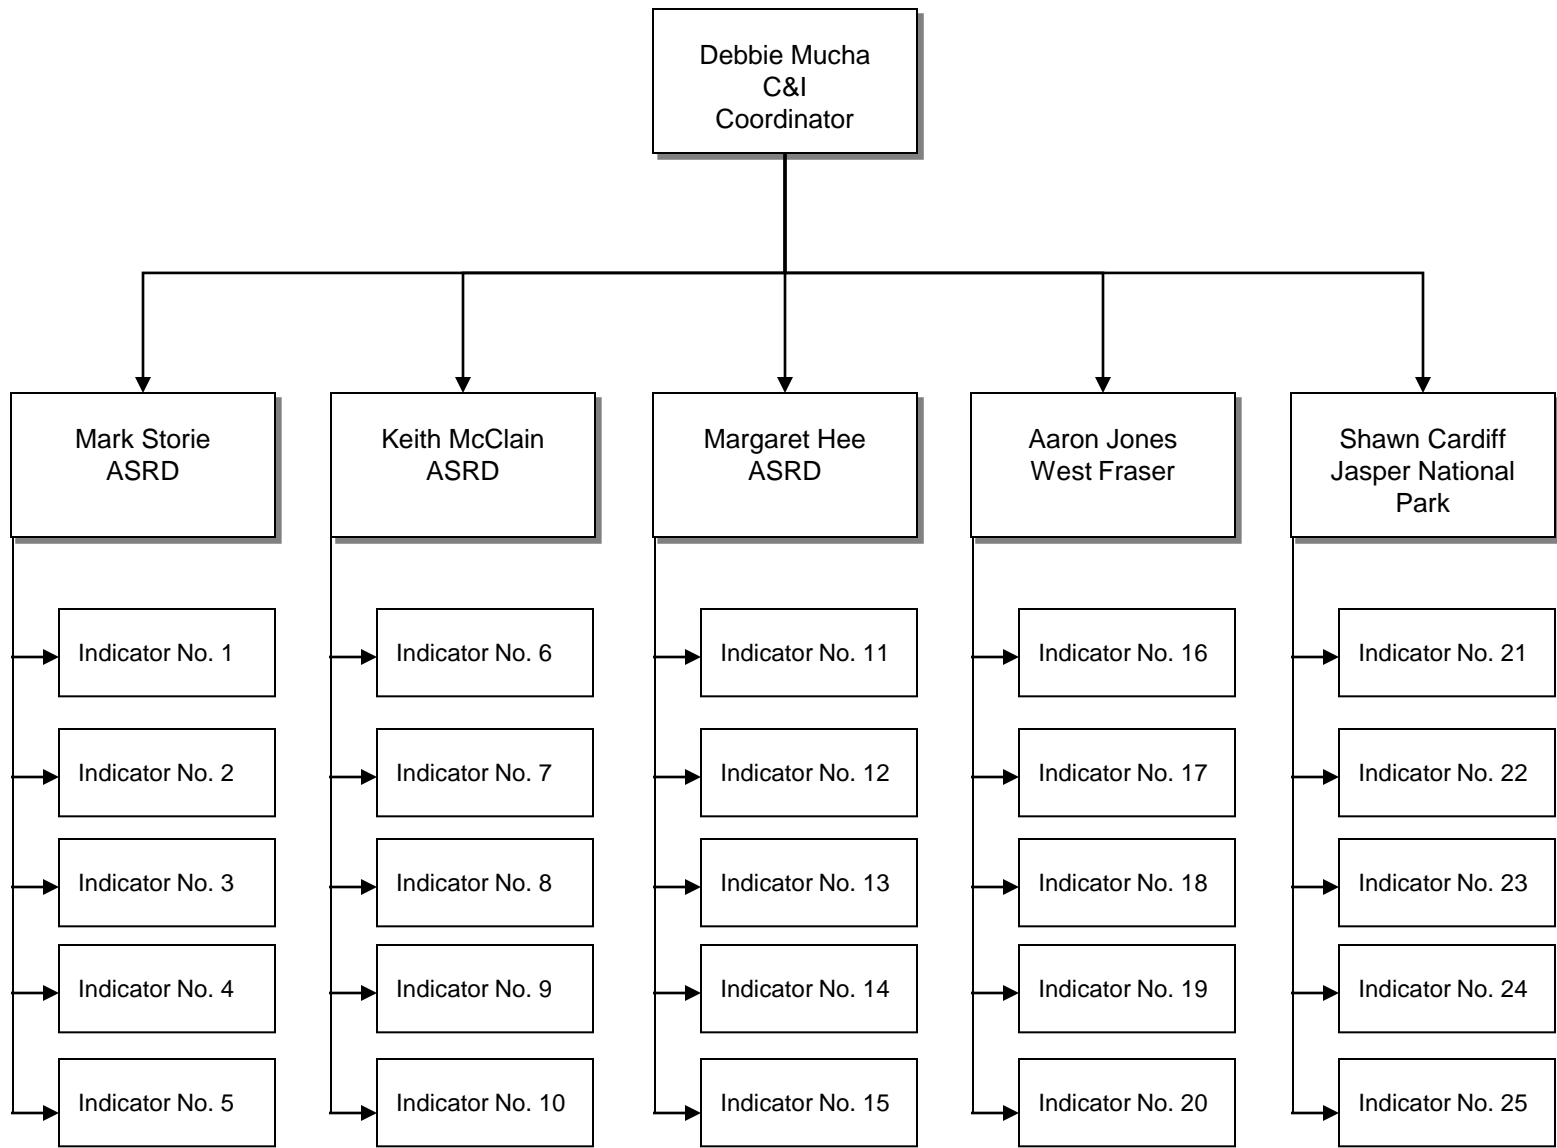 Debbie Mucha
C&I
Coordinator
Mark Storie
ASRD
Keith McClain
ASRD
Margaret Hee
ASRD
Aaron Jones
West Fraser
Shawn Cardiff
Jasper National
Park
Indicator No. 1
Indicator No. 2
Indicator No. 3
Indicator No. 4
Indicator No. 5
Indicator No. 6
Indicator No. 7
Indicator No. 8
Indicator No. 9
Indicator No. 10
Indicator No. 11
Indicator No. 12
Indicator No. 13
Indicator No. 14
Indicator No. 15
Indicator No. 16
Indicator No. 17
Indicator No. 18
Indicator No. 19
Indicator No. 20
Indicator No. 21
Indicator No. 22
Indicator No. 23
Indicator No. 24
Indicator No. 25